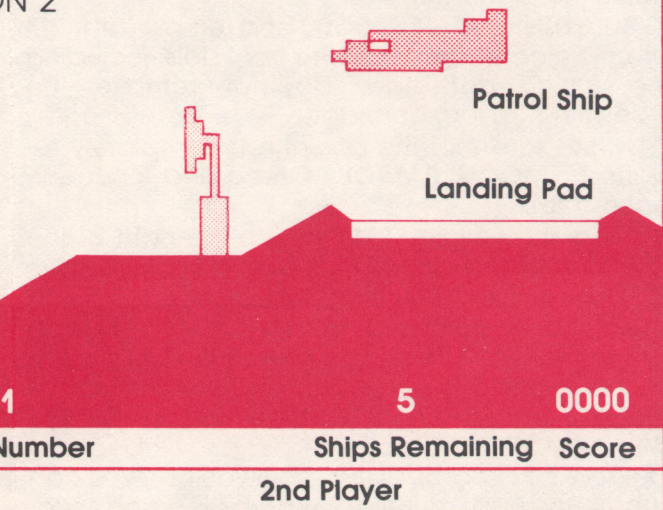 ON 2
Patrol Ship
Landing Pad
1 5 0000
Number Ships Remaining Score
2nd Player